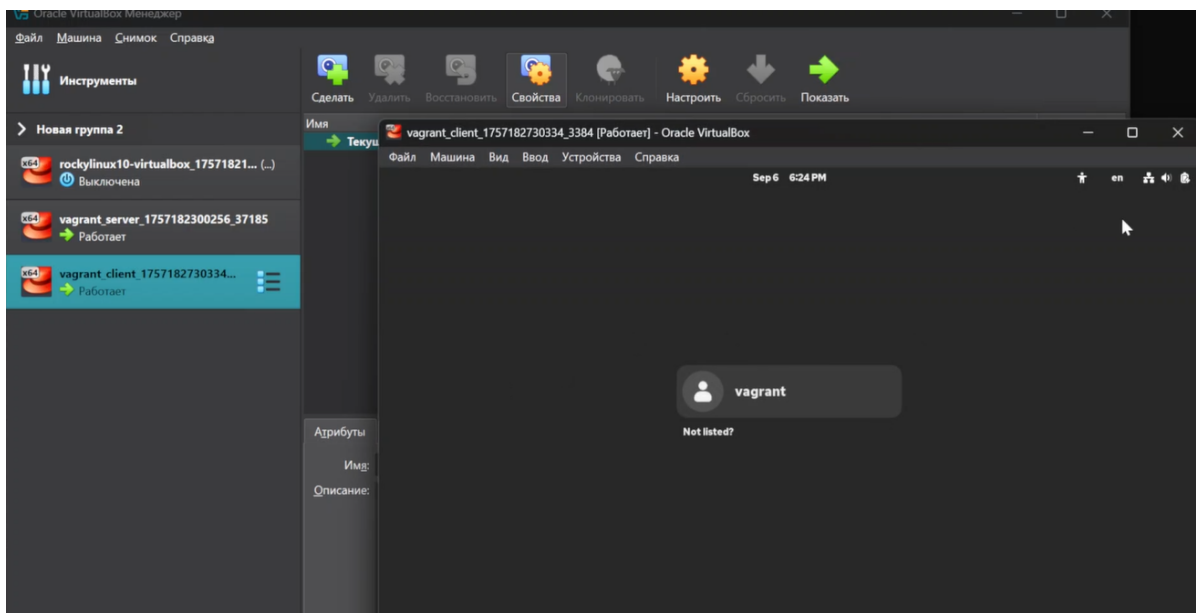 Oracle VirtualBox Менеджер
Файл Машина Снимок Справка
Инструменты
Сделать Удалить Восстановить Свойства Клонировать Настроить Сбросить Показать
Новая группа 2
Имя
Текущ
rockylinux10-virtualbox_17571821... (...)
Выключена
vagrant_server_1757182300256_37185
Работает
vagrant_client_1757182730334...
Работает
Атрибуты
Имя:
Описание:
vagrant_client_1757182730334_3384 [Работает] - Oracle VirtualBox
Файл Машина Вид Ввод Устройства Справка
Sep 6 6:24 PM
en
vagrant
Not listed?